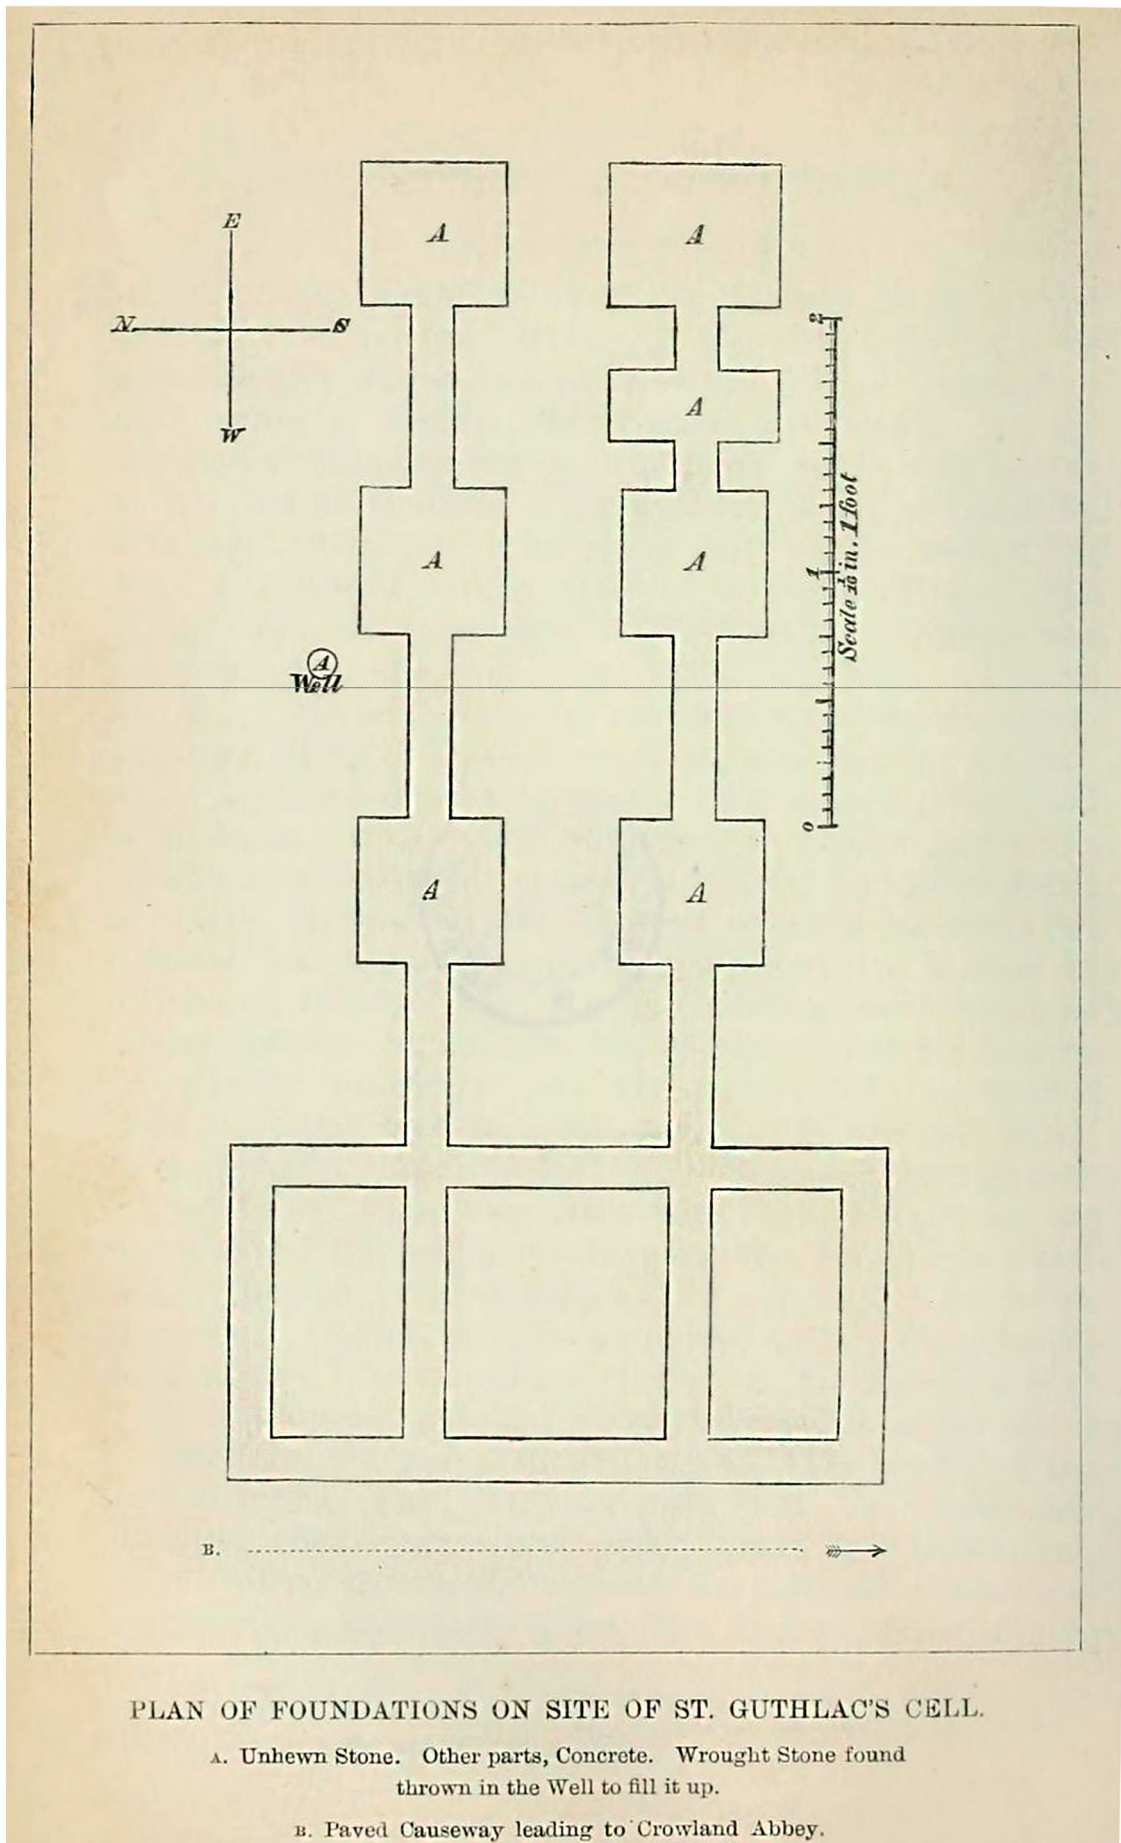 E
N S
W
A A
A
A A
A
Well
A A
2
1
0
Scale 1/10 in. 1 foot
B.
PLAN OF FOUNDATIONS ON SITE OF ST. GUTHLAC'S CELL.
A. Unhewn Stone. Other parts, Concrete. Wrought Stone found
thrown in the Well to fill it up.
B. Paved Causeway leading to Crowland Abbey.